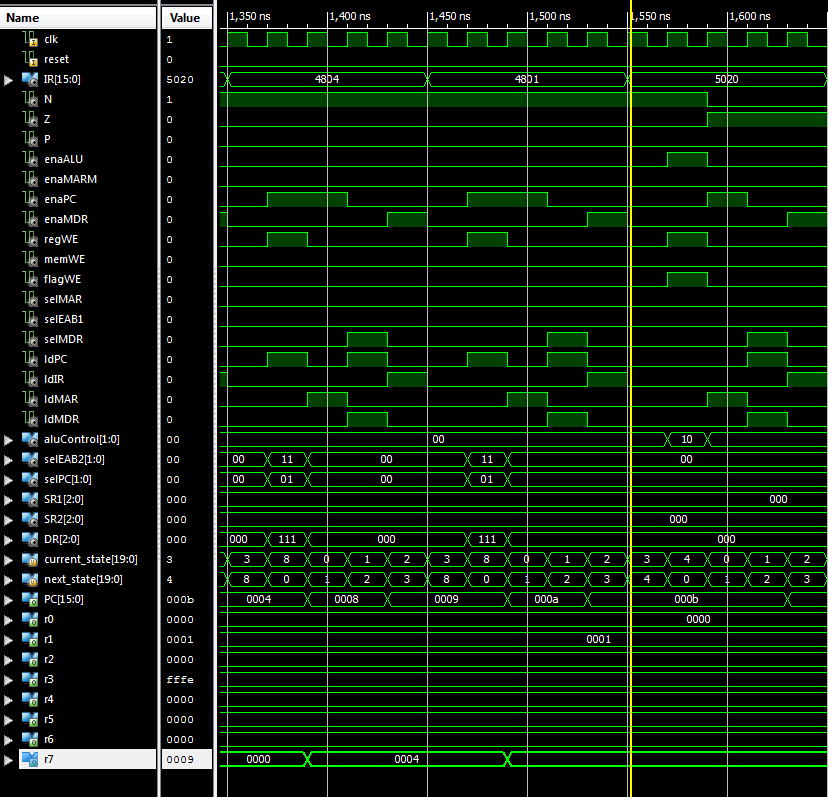 Name Value 1,350 ns 1,400 ns 1,450 ns 1,500 ns 1,550 ns 1,600 ns
clk 1
reset 0
IR[15:0] 5020 4804 4801 5020
N 1
Z 0
P 0
enaALU 0
enaMARM 0
enaPC 0
enaMDR 0
regWE 0
memWE 0
flagWE 0
selMAR 0
selEAB1 0
selMDR 0
ldPC 0
ldIR 0
ldMAR 0
ldMDR 0
aluControl[1:0] 00 00 10
selEAB2[1:0] 00 00 11 00 11 00
selPC[1:0] 00 00 01 00 01 00
SR1[2:0] 000 000
SR2[2:0] 000 000
DR[2:0] 000 000 111 000 111 000
current_state[19:0] 3 3 8 0 1 2 3 8 0 1 2 3 4 0 1 2
next_state[19:0] 4 8 0 1 2 3 8 0 1 2 3 4 0 1 2 3
PC[15:0] 000b 0004 0008 0009 000a 000b
r0 0000 0000
r1 0001 0001
r2 0000
r3 fffe
r4 0000
r5 0000
r6 0000
r7 0009 0000 0004